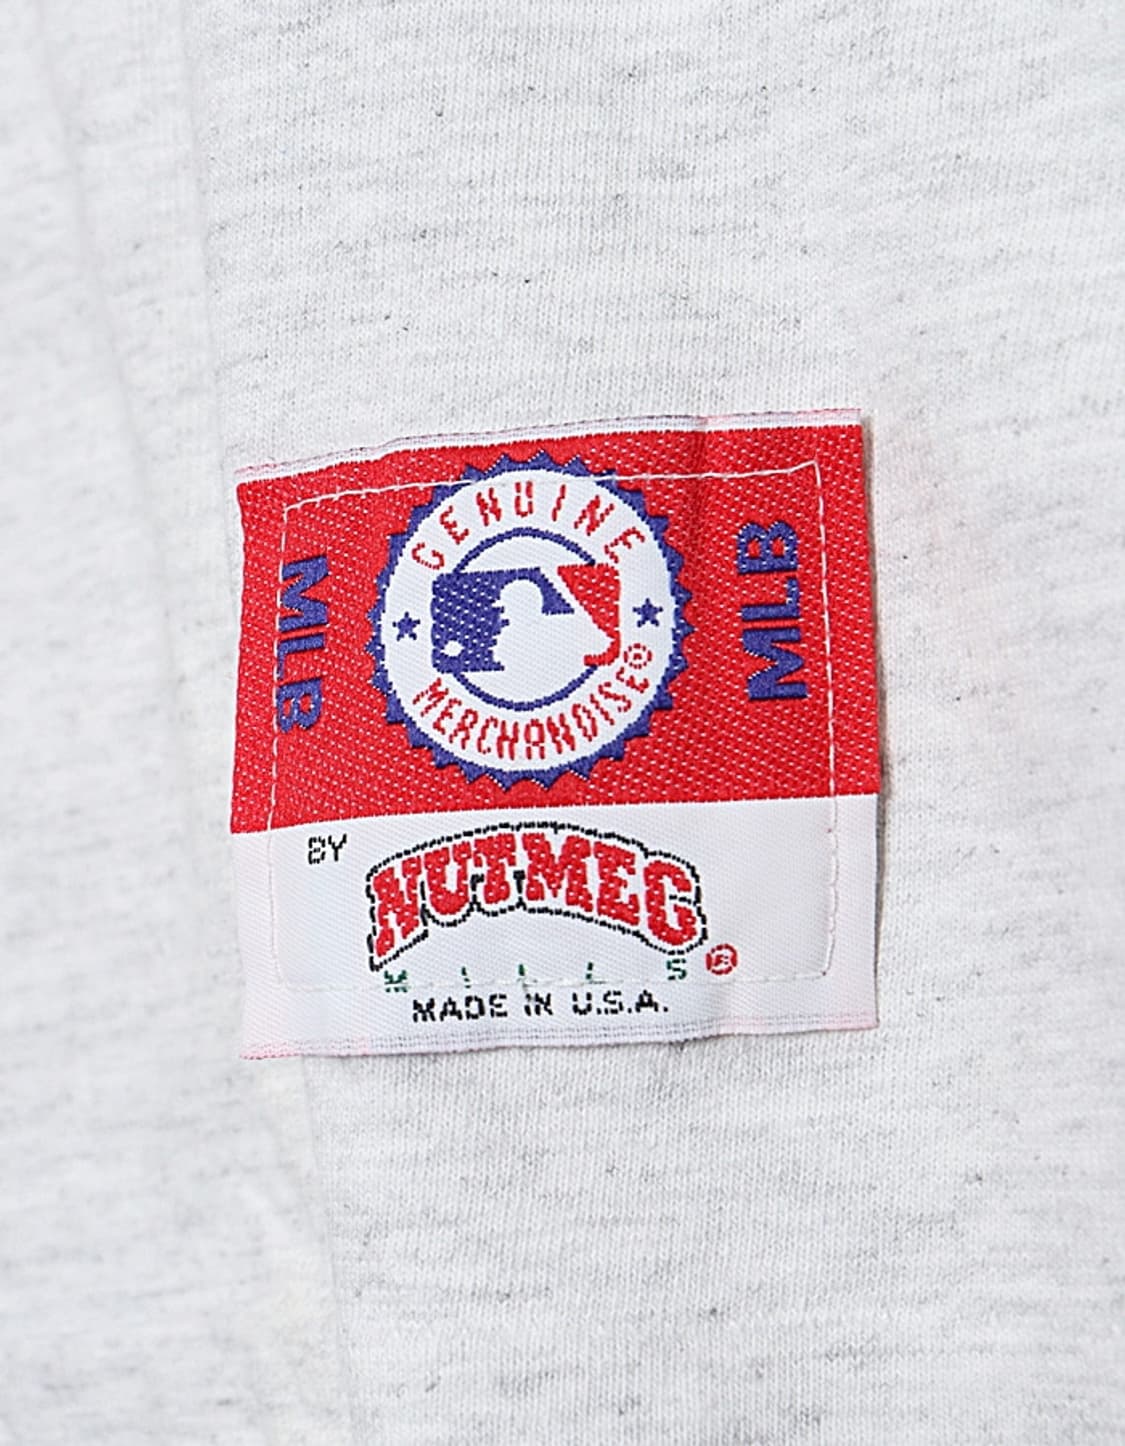 GENUINE
MERCHANDISE®
MLB
MLB
BY
NUTMEG
MILLS®
MADE IN U.S.A.